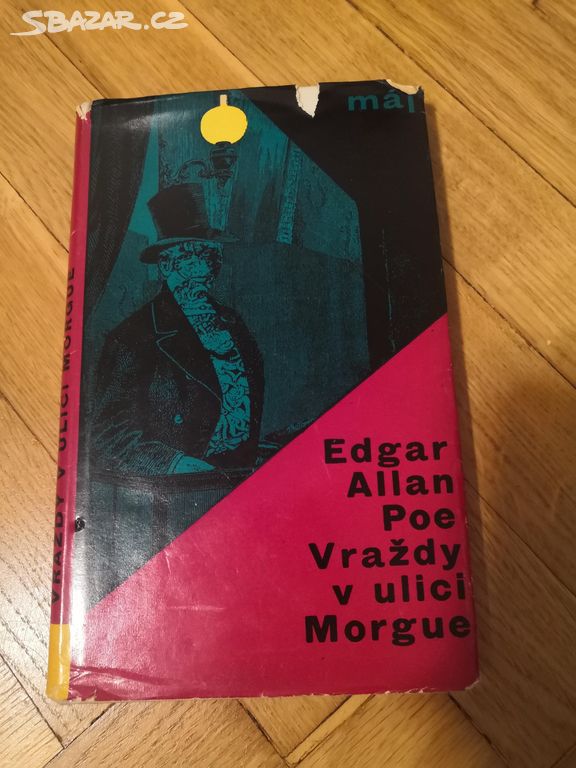 SBAZAR.CZ
máj
Edgar
Allan
Poe
Vraždy
v ulici
Morgue
VRAŽDY V ULICI MORGUE